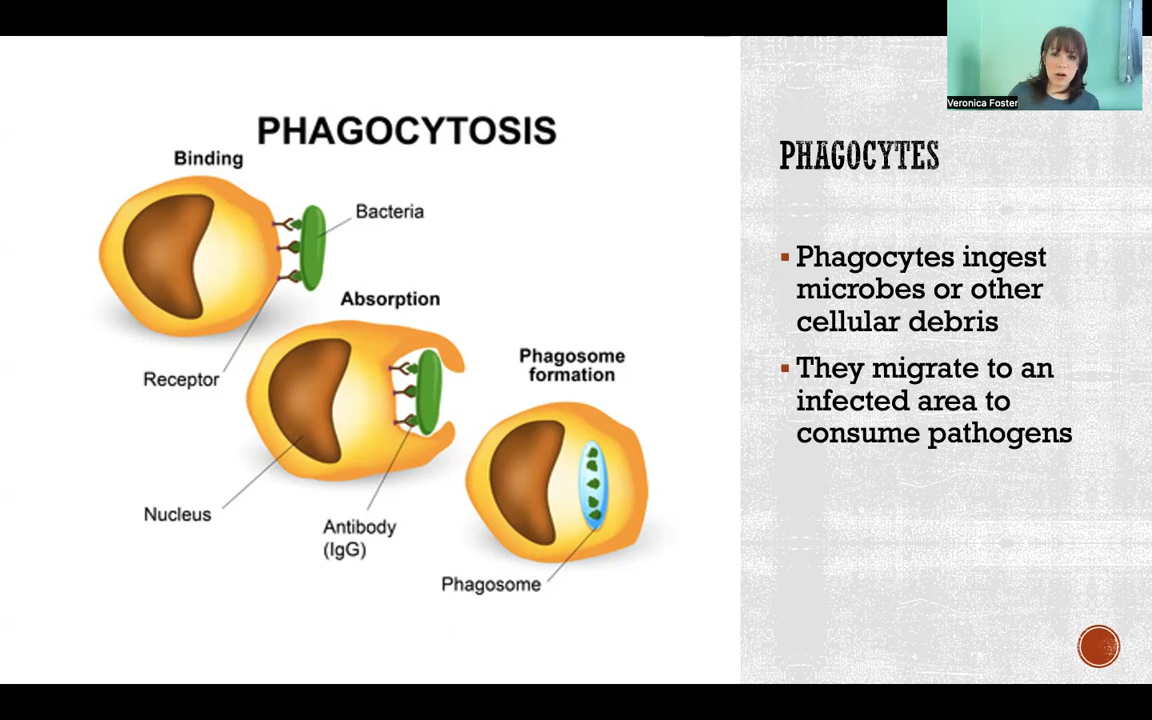 PHAGOCYTOSIS
Binding
Bacteria
Absorption
Receptor
Phagosome
formation
Nucleus
Antibody
(IgG)
Phagosome
Veronica Foster
PHAGOCYTES
Phagocytes ingest
microbes or other
cellular debris
They migrate to an
infected area to
consume pathogens